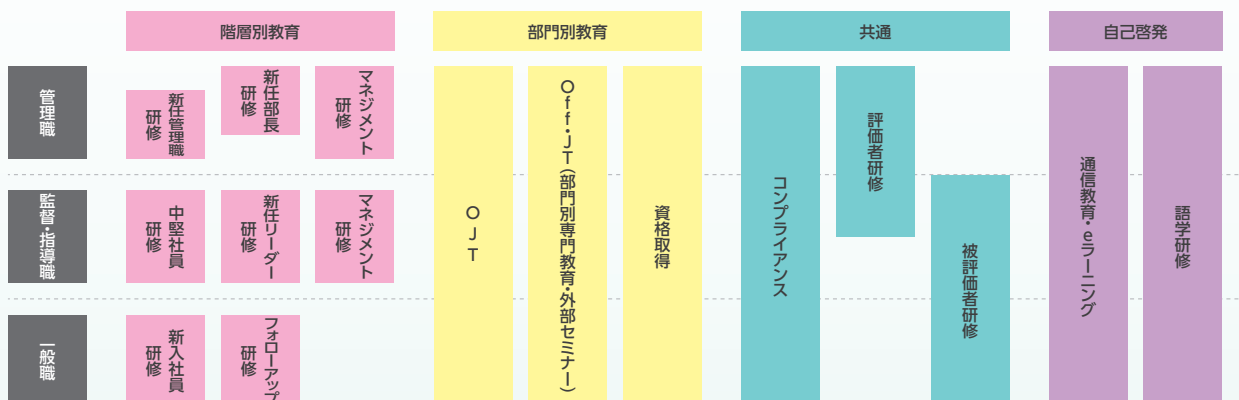 階層別教育
部門別教育
共通
自己啓発
管理職
新任管理職
研修
新任部長
研修
マネジメント
研修
監督・指導職
中堅社員
研修
新任リーダー
研修
マネジメント
研修
一般職
新入社員
研修
フォローアップ
研修
OJT
Off・JT(部門別専門教育・外部セミナー)
資格取得
コンプライアンス
評価者研修
被評価者研修
通信教育・eラーニング
語学研修